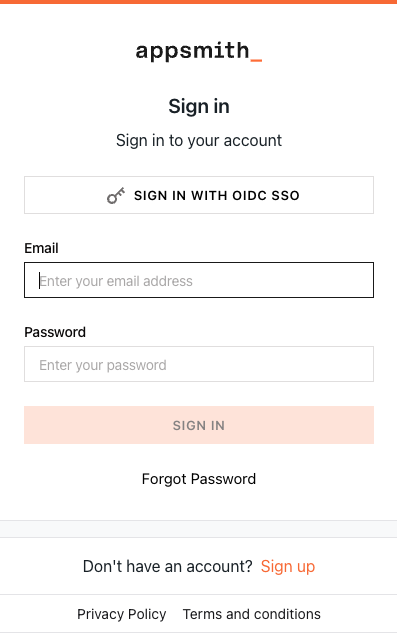 appsmith_
Sign in
Sign in to your account
SIGN IN WITH OIDC SSO
Email
Enter your email address
Password
Enter your password
SIGN IN
Forgot Password
Don't have an account? Sign up
Privacy Policy Terms and conditions